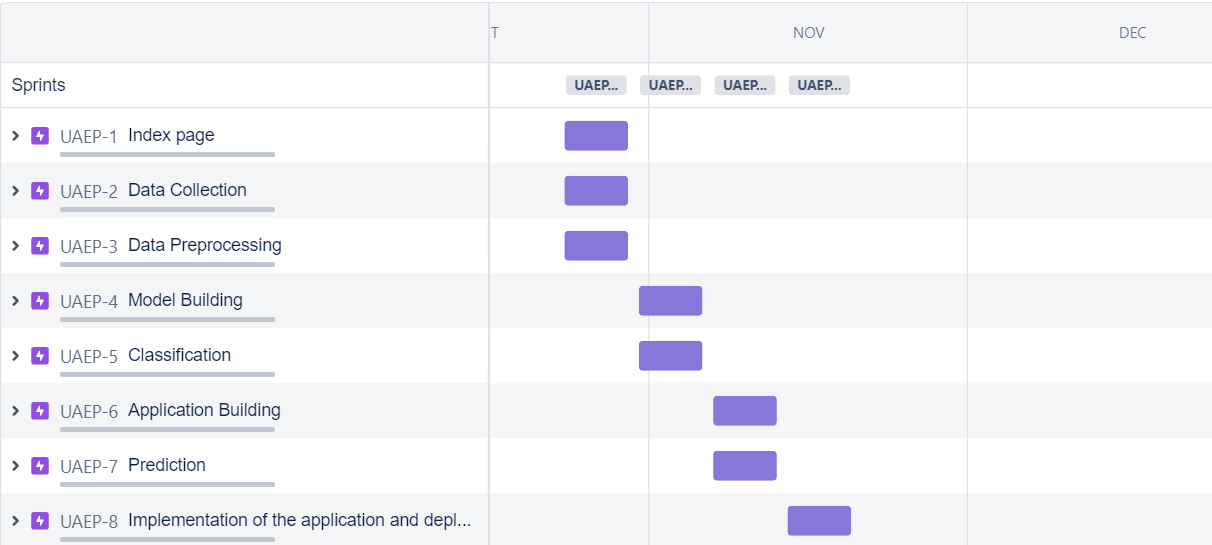 T NOV DEC
Sprints UAEP... UAEP... UAEP... UAEP...
UAEP-1 Index page
UAEP-2 Data Collection
UAEP-3 Data Preprocessing
UAEP-4 Model Building
UAEP-5 Classification
UAEP-6 Application Building
UAEP-7 Prediction
UAEP-8 Implementation of the application and depl...